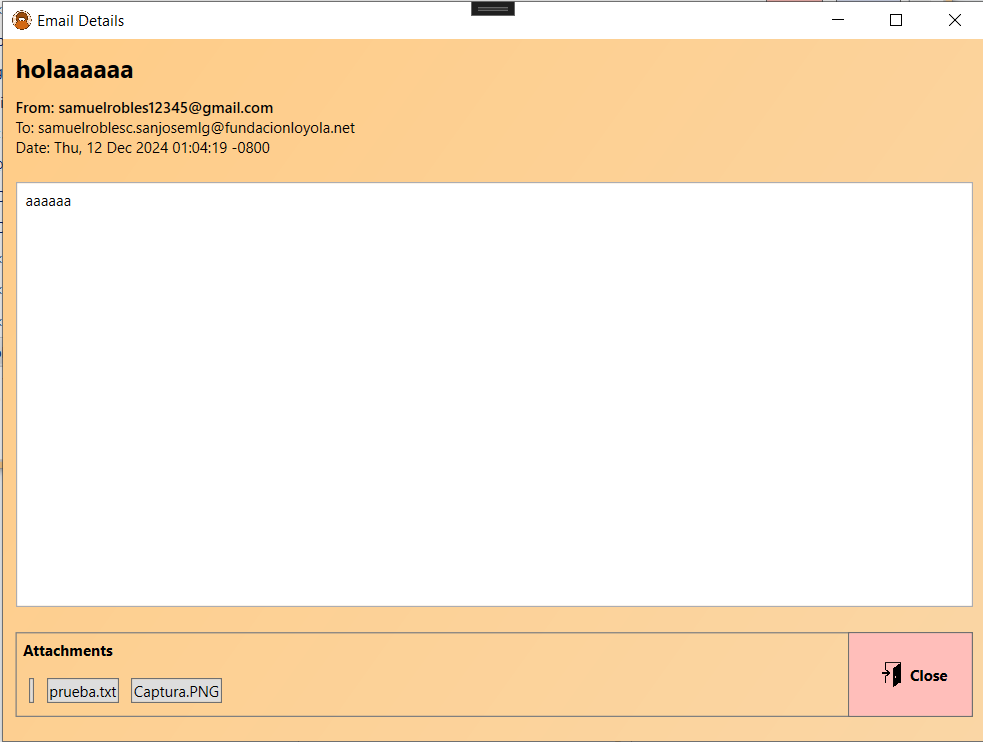 Email Details
holaaaaaa
From: samuelrobles12345@gmail.com
To: samuelroblesc.sanjosemlg@fundacionloyola.net
Date: Thu, 12 Dec 2024 01:04:19 -0800
aaaaaa
Attachments
prueba.txt Captura.PNG
Close